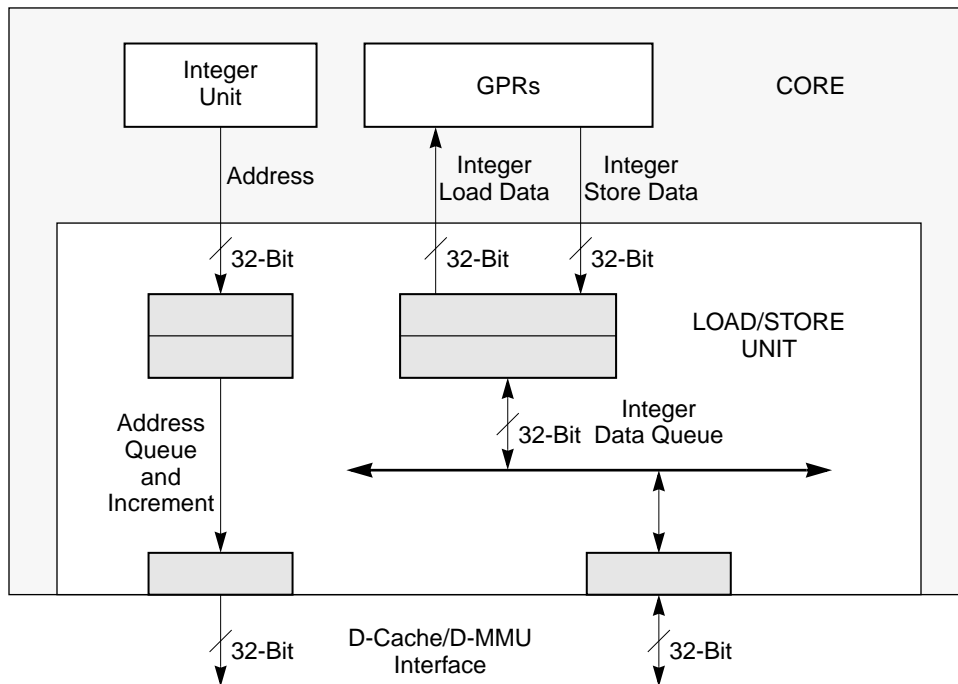 Integer
Unit
GPRs
CORE
Address
Integer
Load Data
Integer
Store Data
32-Bit
32-Bit
32-Bit
LOAD/STORE
UNIT
Address
Queue
and
Increment
32-Bit
Integer
Data Queue
32-Bit
D-Cache/D-MMU
Interface
32-Bit